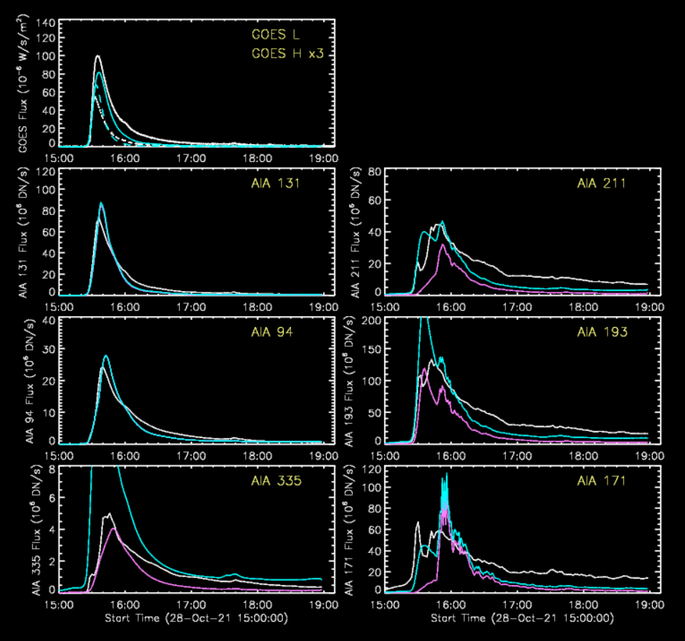 GOES Flux (10⁻⁶ W/s/m²)
140
120
100
80
60
40
20
0
GOES L
GOES H x3
15:00 16:00 17:00 18:00 19:00
AIA 131 Flux (10⁶ DN/s)
120
100
80
60
40
20
0
AIA 131
15:00 16:00 17:00 18:00 19:00
AIA 211 Flux (10⁶ DN/s)
80
60
40
20
0
AIA 211
15:00 16:00 17:00 18:00 19:00
AIA 94 Flux (10⁶ DN/s)
40
30
20
10
0
AIA 94
15:00 16:00 17:00 18:00 19:00
AIA 193 Flux (10⁶ DN/s)
200
150
100
50
0
AIA 193
15:00 16:00 17:00 18:00 19:00
AIA 335 Flux (10⁶ DN/s)
8
6
4
2
0
AIA 335
15:00 16:00 17:00 18:00 19:00
Start Time (28-Oct-21 15:00:00)
AIA 171 Flux (10⁶ DN/s)
120
100
80
60
40
20
0
AIA 171
15:00 16:00 17:00 18:00 19:00
Start Time (28-Oct-21 15:00:00)